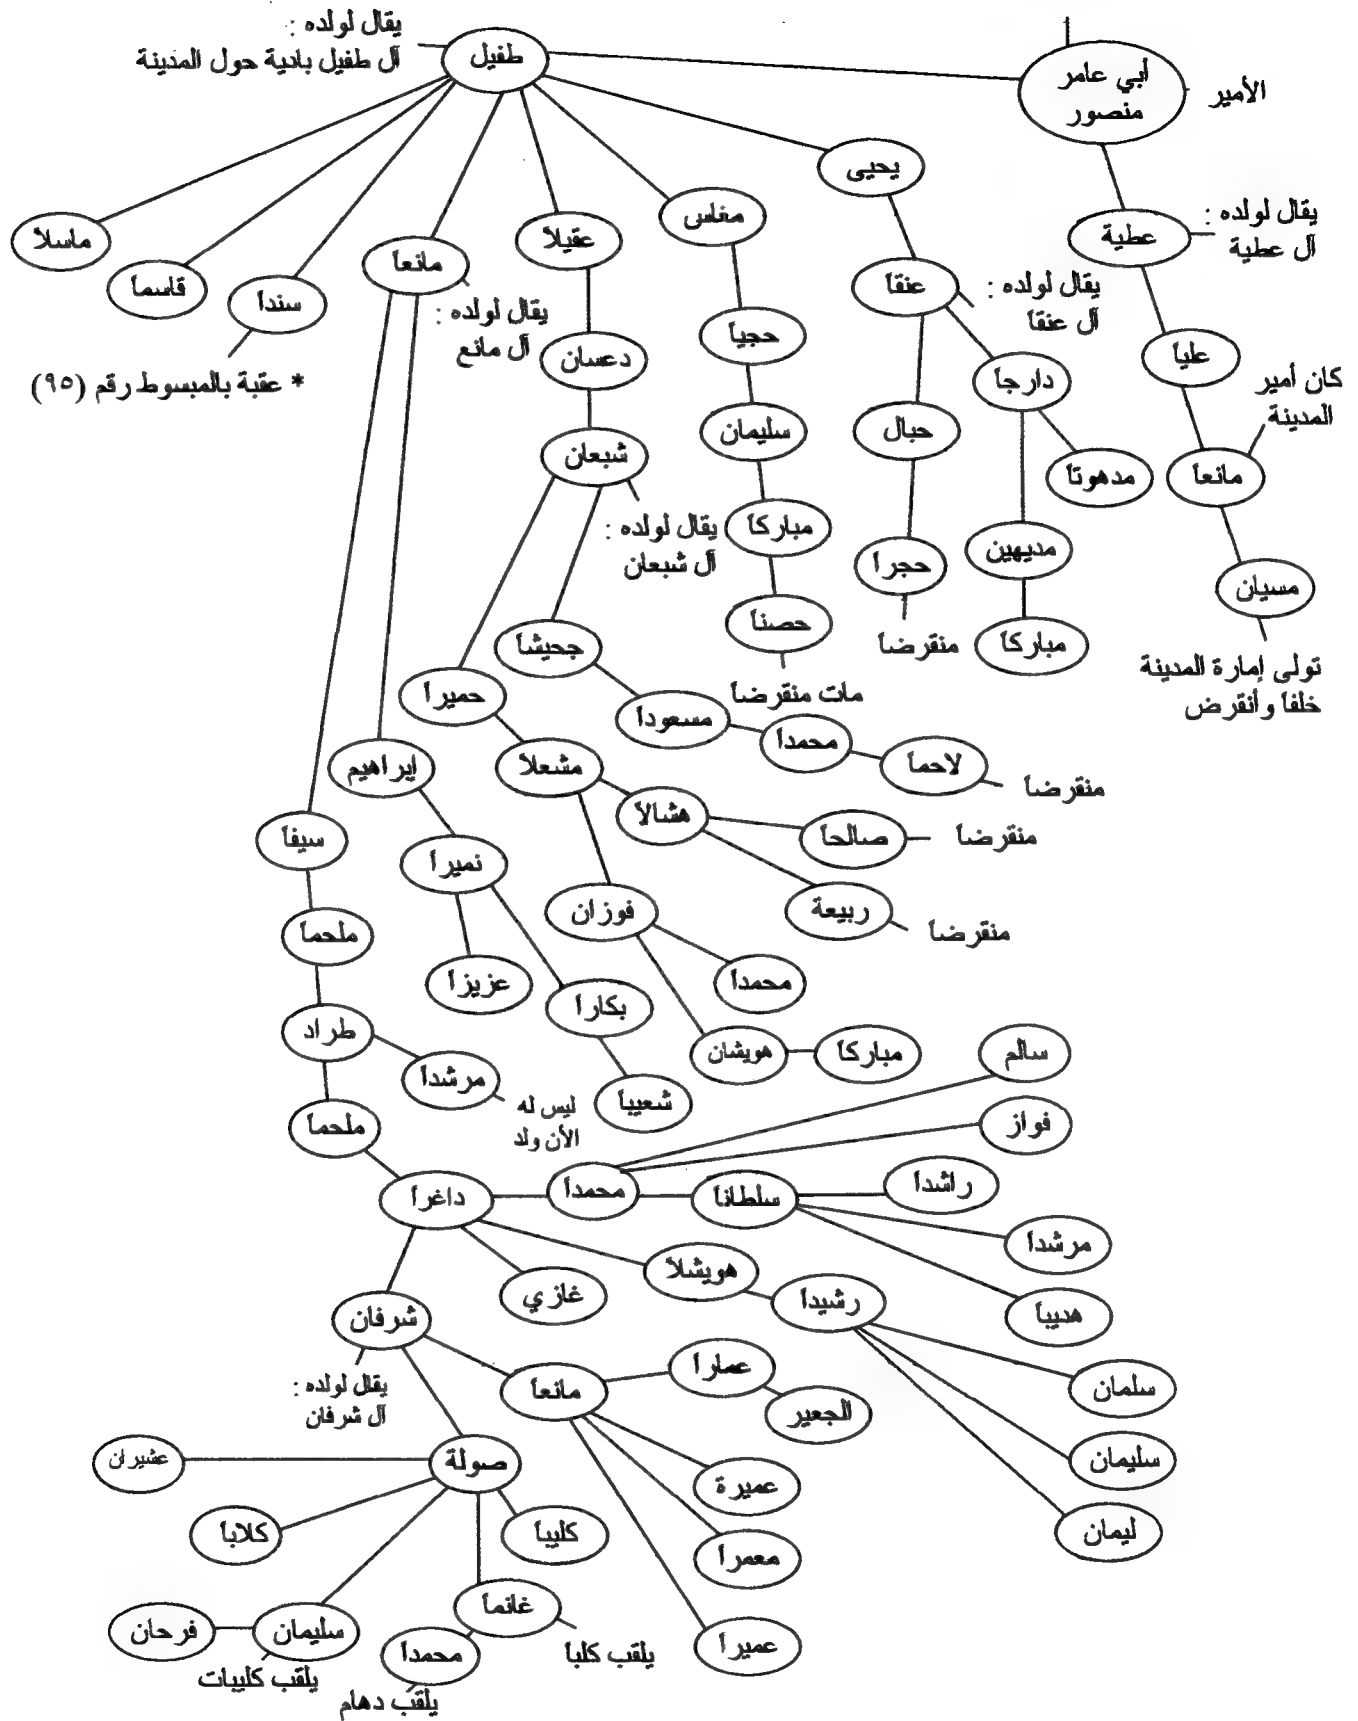 يقال لولده :
آل طفيل بادية حول المدينة
طفيل
أبي عامر
منصور
الأمير
يحيى
مغاس
عقيلاً
مانعاً
سنداً
قاسماً
ماسلاً
عطية
يقال لولده :
آل عطية
عنقا
يقال لولده :
آل عنقا
حجياً
دعسان
يقال لولده :
آل مانع
* عقبة بالمبسوط رقم (٩٥)
علياً
كان أمير
المدينة
دارجاً
حبال
سليمان
شبعان
مدهوتاً
مانعاً
مباركاً
يقال لولده :
آل شبعان
مديهين
حجراً
مسيان
حصناً
مباركاً
منقرضاً
تولى إمارة المدينة
خلفا وأنقرض
مات منقرضاً
جحيشاً
حميراً
مسعوداً
محمداً
لاحماً
منقرضاً
إبراهيم
مشعلاً
هشالاً
صالحاً
منقرضاً
سيفاً
نميراً
فوزان
ربيعة
منقرضاً
ملحماً
عزيزاً
محمداً
بكاراً
طراد
هويشان
مباركاً
سالم
مرشداً
ليس له
الأن ولد
شعيباً
ملحماً
فواز
داغراً
محمداً
سلطاناً
راشداً
مرشداً
هويشلاً
غازي
رشيداً
هديباً
شرفان
يقال لولده :
آل شرفان
مانعاً
عماراً
الجعير
سلمان
عشيران
صولة
عميرة
سليمان
كلاباً
كليباً
معمراً
ليمان
فرحان
سليمان
يلقب كليبات
غانماً
يلقب كلباً
محمداً
يلقب دهام
عميراً